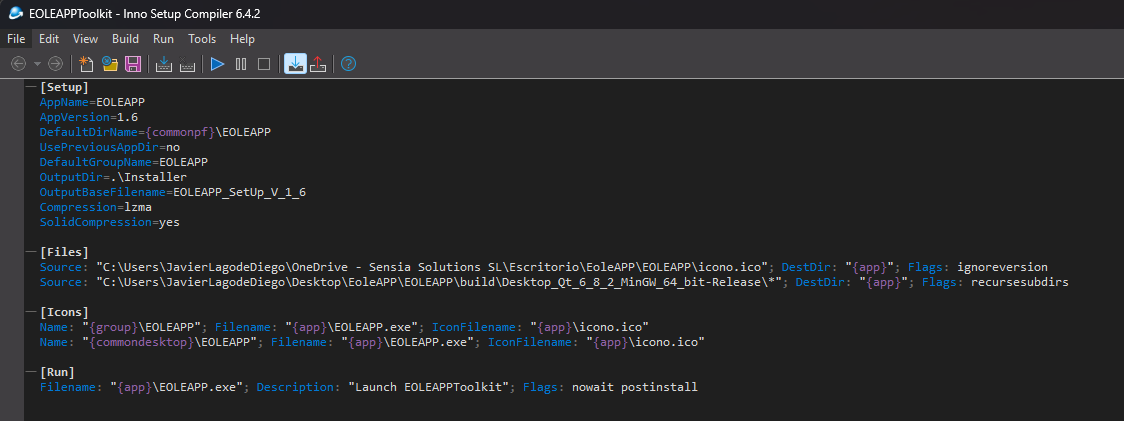 EOLEAPPToolkit - Inno Setup Compiler 6.4.2
File Edit View Build Run Tools Help
[Setup]
AppName=EOLEAPP
AppVersion=1.6
DefaultDirName={commonpf}\EOLEAPP
UsePreviousAppDir=no
DefaultGroupName=EOLEAPP
OutputDir=.\Installer
OutputBaseFilename=EOLEAPP_SetUp_V_1_6
Compression=lzma
SolidCompression=yes
[Files]
Source: "C:\Users\JavierLagodeDiego\OneDrive - Sensia Solutions SL\Escritorio\EoleAPP\EOLEAPP\icono.ico"; DestDir: "{app}"; Flags: ignoreversion
Source: "C:\Users\JavierLagodeDiego\Desktop\EoleAPP\EOLEAPP\build\Desktop_Qt_6_8_2_MinGW_64_bit-Release\*"; DestDir: "{app}"; Flags: recursesubdirs
[Icons]
Name: "{group}\EOLEAPP"; Filename: "{app}\EOLEAPP.exe"; IconFilename: "{app}\icono.ico"
Name: "{commondesktop}\EOLEAPP"; Filename: "{app}\EOLEAPP.exe"; IconFilename: "{app}\icono.ico"
[Run]
Filename: "{app}\EOLEAPP.exe"; Description: "Launch EOLEAPPToolkit"; Flags: nowait postinstall